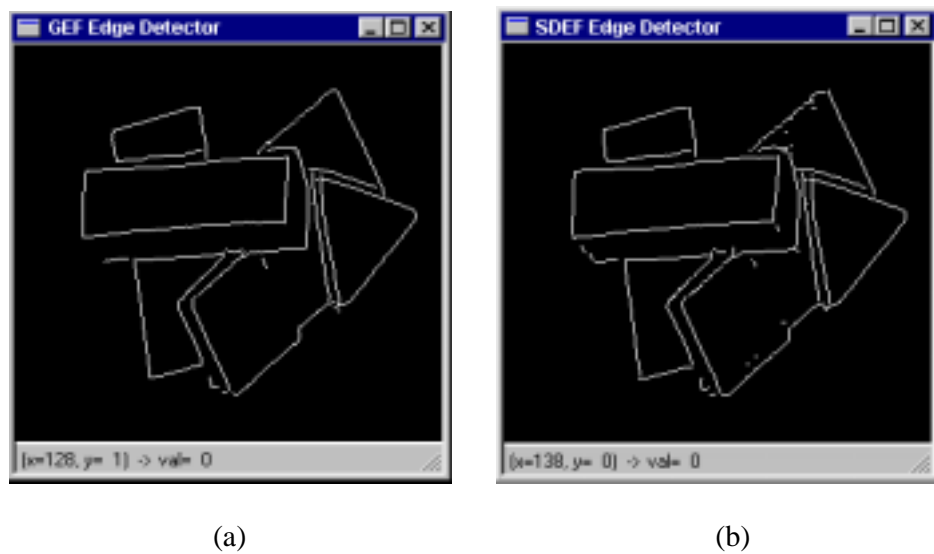 GEF Edge Detector
SDEF Edge Detector
(x=128, y= 1) -> val= 0
(x=138, y= 0) -> val= 0
(a)
(b)